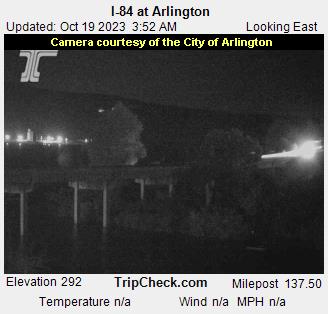 I-84 at Arlington
Updated: Oct 19 2023 3:52 AM Looking East
Camera courtesy of the City of Arlington
Elevation 292 TripCheck.com Milepost 137.50
Temperature n/a Wind n/a MPH n/a